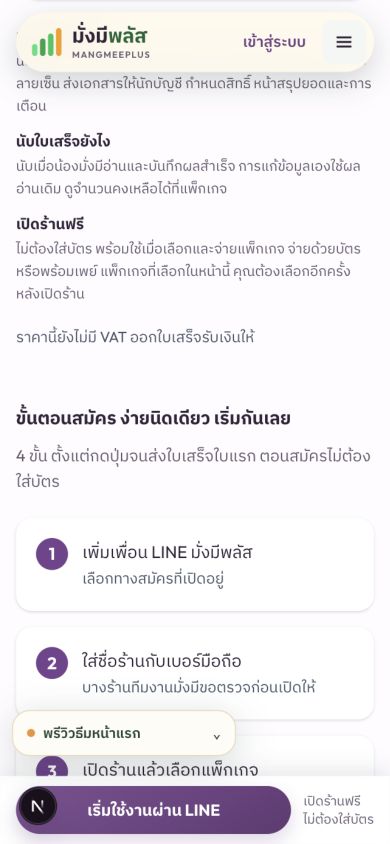 มั่งมีพลัส
MANGMEEPLUS
เข้าสู่ระบบ
ลายเซ็น ส่งเอกสารให้นักบัญชี กำหนดสิทธิ์ หน้าสรุปยอดและการ
เตือน
นับใบเสร็จยังไง
นับเมื่อน้องมั่งมีอ่านและบันทึกผลสำเร็จ การแก้ข้อมูลเองใช้ผล
อ่านเดิม ดูจำนวนคงเหลือได้ที่แพ็กเกจ
เปิดร้านฟรี
ไม่ต้องใส่บัตร พร้อมใช้เมื่อเลือกและจ่ายแพ็กเกจ จ่ายด้วยบัตร
หรือพร้อมเพย์ แพ็กเกจที่เลือกในหน้านี้ คุณต้องเลือกอีกครั้ง
หลังเปิดร้าน
ราคานี้ยังไม่มี VAT ออกใบเสร็จรับเงินให้
ขั้นตอนสมัคร ง่ายนิดเดียว เริ่มกันเลย
4 ขั้น ตั้งแต่กดปุ่มจนส่งใบเสร็จใบแรก ตอนสมัครไม่ต้อง
ใส่บัตร
1
เพิ่มเพื่อน LINE มั่งมีพลัส
เลือกทางสมัครที่เปิดอยู่
2
ใส่ชื่อร้านกับเบอร์มือถือ
บางร้านทีมงานมั่งมีขอตรวจก่อนเปิดให้
พรีวิวธีมหน้าแรก
3
เปิดร้านแล้วเลือกแพ็กเกจ
N
เริ่มใช้งานผ่าน LINE
เปิดร้านฟรี
ไม่ต้องใส่บัตร